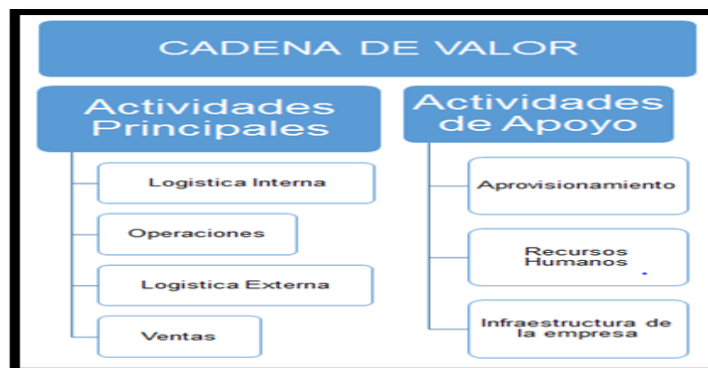 CADENA DE VALOR
Actividades
Principales
Logistica Interna
Operaciones
Logistica Externa
Ventas
Actividades
de Apoyo
Aprovisionamiento
Recursos
Humanos
Infraestructura de
la empresa